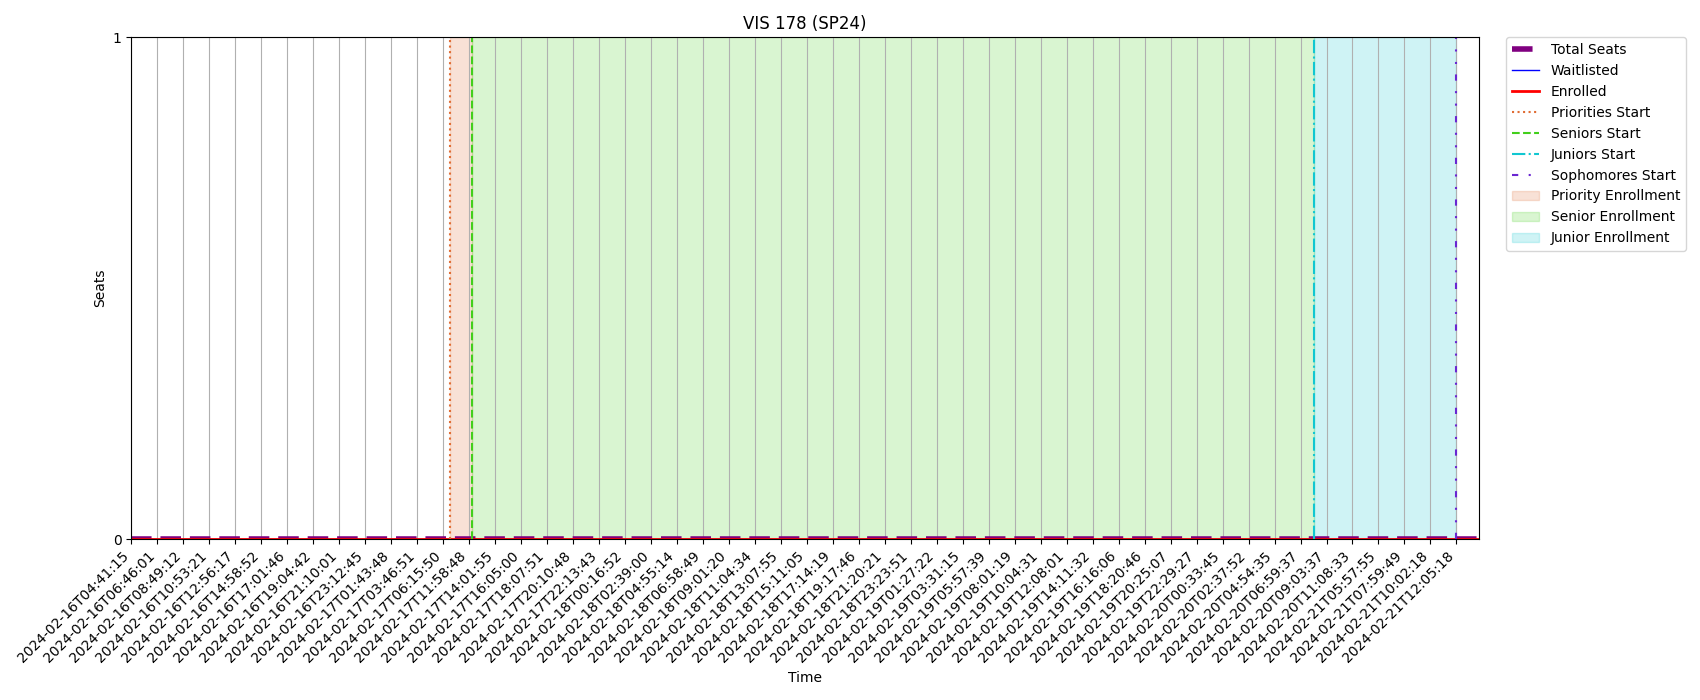 VIS 178 (SP24)
1
0
Seats
2024-02-16T04:41:15
2024-02-16T06:46:01
2024-02-16T08:49:12
2024-02-16T10:53:21
2024-02-16T12:56:17
2024-02-16T14:58:52
2024-02-16T17:01:46
2024-02-16T19:04:42
2024-02-16T21:10:01
2024-02-16T23:12:45
2024-02-17T01:43:48
2024-02-17T03:46:51
2024-02-17T06:15:50
2024-02-17T11:58:48
2024-02-17T14:01:55
2024-02-17T16:05:00
2024-02-17T18:07:51
2024-02-17T20:10:48
2024-02-17T22:13:43
2024-02-18T00:16:52
2024-02-18T02:39:00
2024-02-18T04:55:14
2024-02-18T06:58:49
2024-02-18T09:01:20
2024-02-18T11:04:34
2024-02-18T13:07:55
2024-02-18T15:11:05
2024-02-18T17:14:19
2024-02-18T19:17:46
2024-02-18T21:20:21
2024-02-18T23:23:51
2024-02-19T01:27:22
2024-02-19T03:31:15
2024-02-19T05:57:39
2024-02-19T08:01:19
2024-02-19T10:04:31
2024-02-19T12:08:01
2024-02-19T14:11:32
2024-02-19T16:16:06
2024-02-19T18:20:46
2024-02-19T20:25:07
2024-02-19T22:29:27
2024-02-20T00:33:45
2024-02-20T02:37:52
2024-02-20T04:54:35
2024-02-20T06:59:37
2024-02-20T09:03:37
2024-02-20T11:08:33
2024-02-21T05:57:55
2024-02-21T07:59:49
2024-02-21T10:02:18
2024-02-21T12:05:18
Time
Total Seats
Waitlisted
Enrolled
Priorities Start
Seniors Start
Juniors Start
Sophomores Start
Priority Enrollment
Senior Enrollment
Junior Enrollment